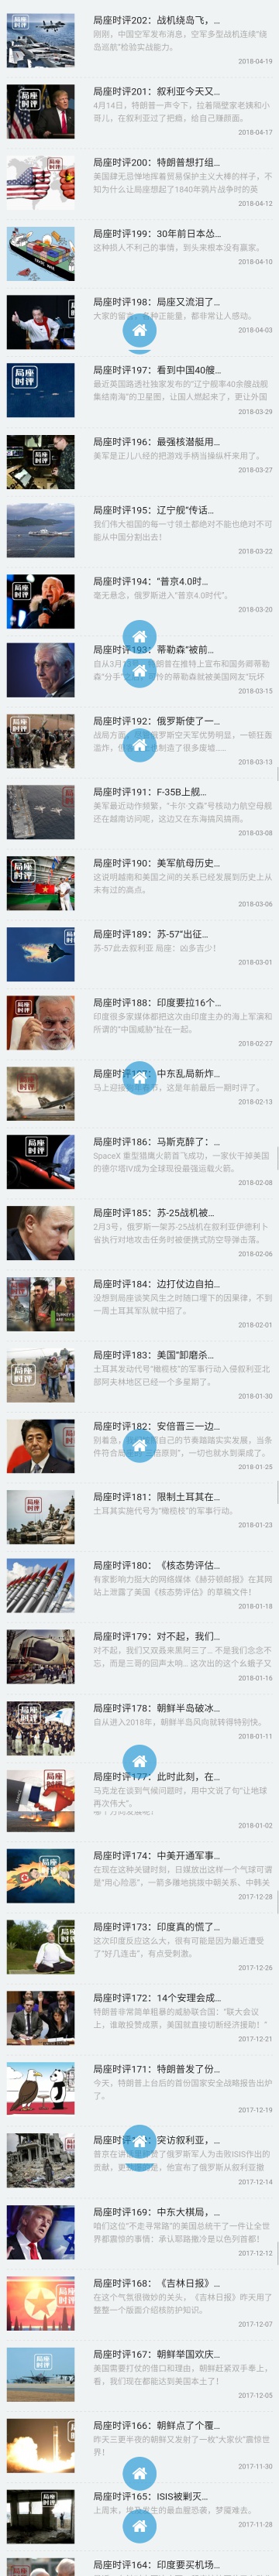 局座时评202：战机绕岛飞，...
刚刚，中国空军发布消息，空军多型战机连续“绕
岛巡航”检验实战能力。
2018-04-19
局座时评201：叙利亚今天又...
4月14日，特朗普一声令下，拉着隔壁家老姨和小
哥儿，在叙利亚过了把瘾，给自己赚颜面。
2018-04-17
局座时评200：特朗普想打组...
美国肆无忌惮地挥着贸易保护主义大棒的样子，不
知为什么让局座想起了1840年鸦片战争时的英
2018-04-12
局座时评199：30年前日本怂...
这种损人不利己的事情，到头来根本没有赢家。
2018-04-10
局座时评198：局座又流泪了...
大家的留言，各种正能量，都非常让人感动。
2018-04-03
局座时评197：看到中国40艘...
最近英国路透社独家发布的“辽宁舰率40余艘战舰
集结南海”的卫星图，让国人燃起来了，更让外国
2018-03-29
局座时评196：最强核潜艇用...
美军是正儿八经的把游戏手柄当操纵杆来用了。
2018-03-27
局座时评195：辽宁舰“传话...
我们伟大祖国的每一寸领土都绝对不能也绝对不可
能从中国分割出去！
2018-03-22
局座时评194：“普京4.0时...
毫无悬念，俄罗斯进入“普京4.0时代”。
2018-03-20
局座时评193：蒂勒森“被前...
自从3月13日特朗普在推特上宣布和国务卿蒂勒
森“分手”之后，可怜的蒂勒森就被美国网友“玩坏
2018-03-15
局座时评192：俄罗斯使了一...
战局方面，俄罗斯空天军优势明显，一顿狂轰
滥炸，但也制造了很多废墟......
2018-03-13
局座时评191：F-35B上舰...
美军最近动作频繁，“卡尔·文森”号核动力航空母舰
还在越南访问呢，这边又在东海搞风搞雨。
2018-03-08
局座时评190：美军航母历史...
这说明越南和美国之间的关系已经发展到历史上从
未有过的高点。
2018-03-06
局座时评189：苏-57“出征...
苏-57此去叙利亚 局座：凶多吉少！
2018-03-01
局座时评188：印度要拉16个...
印度很多家媒体都把这次由印度主办的海上军演和
所谓的“中国威胁”扯在一起。
2018-02-27
局座时评187：中东乱局新炸...
马上迎接新春佳节，这是年前最后一期时评了。
2018-02-13
局座时评186：马斯克醉了：...
SpaceX 重型猎鹰火箭首飞成功，一家伙干掉美国
的德尔塔IV成为全球现役最强运载火箭。
2018-02-08
局座时评185：苏-25战机被...
2月3号，俄罗斯一架苏-25战机在叙利亚伊德利卜
省执行对地攻击任务时被便携式防空导弹击落。
2018-02-06
局座时评184：边打仗边自拍...
没想到局座谈笑风生之时随口埋下的因果律，不到
一周土耳其军队就中招了。
2018-02-01
局座时评183：美国“卸磨杀...
土耳其发动代号“橄榄枝”的军事行动入侵叙利亚北
部阿夫林地区已经一个多星期了。
2018-01-30
局座时评182：安倍晋三一边...
别着急，按自己的节奏踏踏实实发展，当条
件符合原则”，一切也就水到渠成了。
2018-01-25
局座时评181：限制土耳其在...
土耳其实施代号为“橄榄枝”的军事行动。
2018-01-23
局座时评180：《核态势评估...
有家影响力挺大的网络媒体《赫芬顿邮报》在其网
站上泄露了美国《核态势评估》的草稿文件！
2018-01-18
局座时评179：对不起，我们...
对不起，我们又双叒来黑阿三了...不是我们念念不
忘，而是三哥的回声太响... 这次出的这个幺蛾子又
2018-01-16
局座时评178：朝鲜半岛破冰...
自从进入2018年，朝鲜半岛风向就转得特别快。
2018-01-11
局座时评177：此时此刻，在...
马克龙在谈到气候问题时，用中文说了句“让地球
再次伟大”。
2018-01-02
局座时评174：中美开通军事...
在现在这种关键时刻，日媒放出这样一个气球可谓
是“用心险恶”，一箭多雕地挑拨中朝关系、中韩关
2017-12-28
局座时评173：印度真的慌了...
这次印度反应这么大，很有可能是因为最近遭受
了“好几连击”，有点受刺激。
2017-12-26
局座时评172：14个安理会成...
特朗普非常简单粗暴的威胁联合国：“联大会议
上，谁敢投赞成票，美国就直接切断经济援助！”
2017-12-21
局座时评171：特朗普发了份...
今天，特朗普上台后的首份国家安全战略报告出炉
了。
2017-12-19
局座时评170：突访叙利亚，...
普京在讲话里感谢了俄罗斯军人为击败ISIS作出的
贡献，更重要的是，他宣布了俄罗斯从叙利亚撤
2017-12-14
局座时评169：中东大棋局，...
咱们这位“不走寻常路”的美国总统干了一件让全世
界都震惊的事情：承认耶路撒冷是以色列首都！
2017-12-12
局座时评168：《吉林日报》...
在这个气氛很微妙的关头，《吉林日报》昨天用了
整整一个版面介绍核防护知识。
2017-12-07
局座时评167：朝鲜举国欢庆...
美国需要打仗的借口和理由，朝鲜赶紧双手奉上，
看，我们现在都能达到美国本土了！
2017-12-05
局座时评166：朝鲜点了个覆...
昨天三更半夜的朝鲜又发射了一枚“大家伙”震惊世
界！
2017-11-30
局座时评165：ISIS被剿灭...
上周末，埃及发生的最血腥恐袭，梦魇难去。
2017-11-28
局座时评164：印度要买机场...